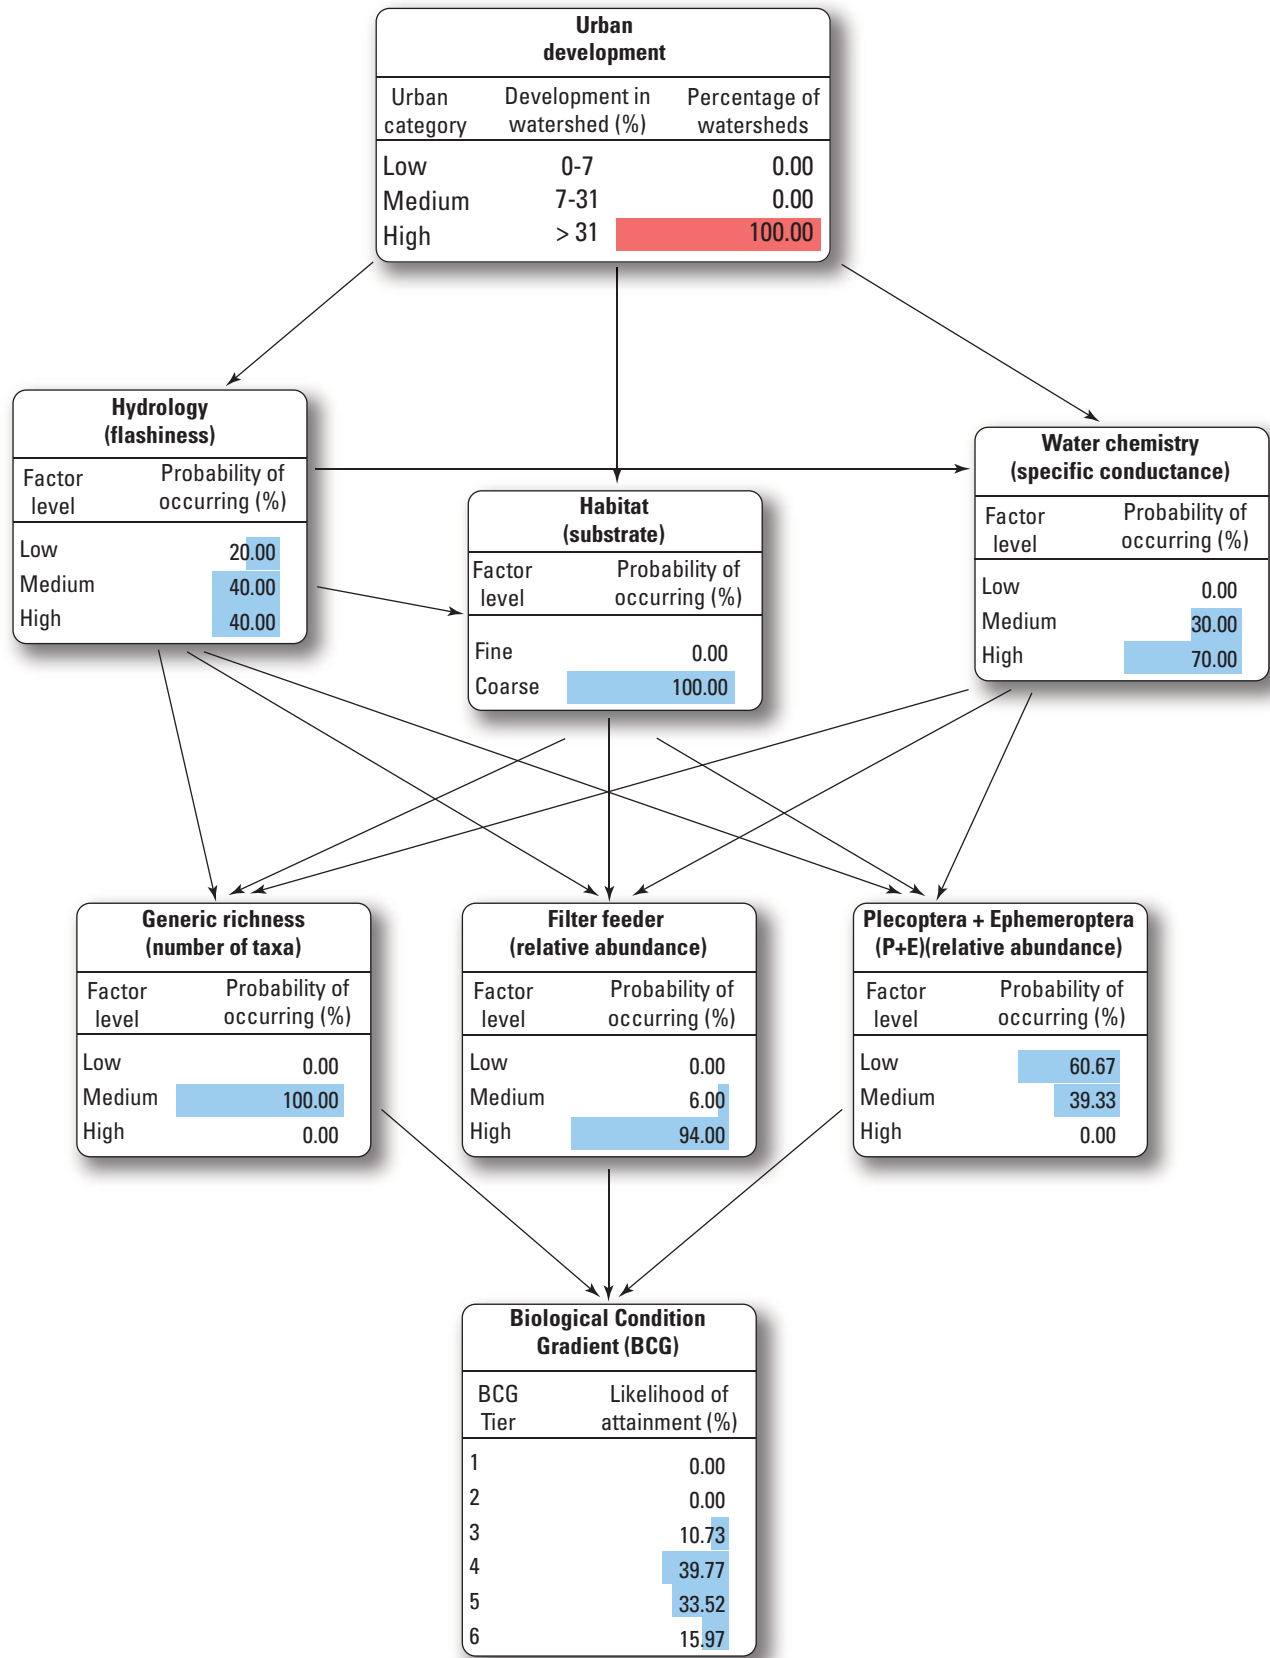 Urban
development
Urban category Development in watershed (%) Percentage of watersheds
Low 0-7 0.00
Medium 7-31 0.00
High > 31 100.00
Hydrology
(flashiness)
Factor level Probability of occurring (%)
Low 20.00
Medium 40.00
High 40.00
Habitat
(substrate)
Factor level Probability of occurring (%)
Fine 0.00
Coarse 100.00
Water chemistry
(specific conductance)
Factor level Probability of occurring (%)
Low 0.00
Medium 30.00
High 70.00
Generic richness
(number of taxa)
Factor level Probability of occurring (%)
Low 0.00
Medium 100.00
High 0.00
Filter feeder
(relative abundance)
Factor level Probability of occurring (%)
Low 0.00
Medium 6.00
High 94.00
Plecoptera + Ephemeroptera
(P+E)(relative abundance)
Factor level Probability of occurring (%)
Low 60.67
Medium 39.33
High 0.00
Biological Condition
Gradient (BCG)
BCG Tier Likelihood of attainment (%)
1 0.00
2 0.00
3 10.73
4 39.77
5 33.52
6 15.97